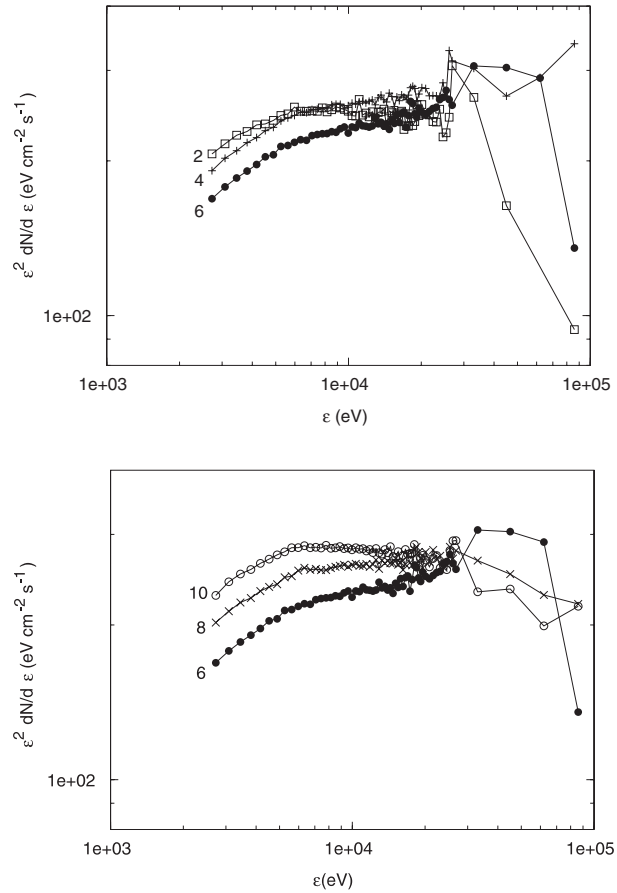 ε² dN/d ε (eV cm⁻² s⁻¹)
2
4
6
1e+02
1e+03
1e+04
1e+05
ε (eV)
ε² dN/d ε (eV cm⁻² s⁻¹)
10
8
6
1e+02
1e+03
1e+04
1e+05
ε(eV)